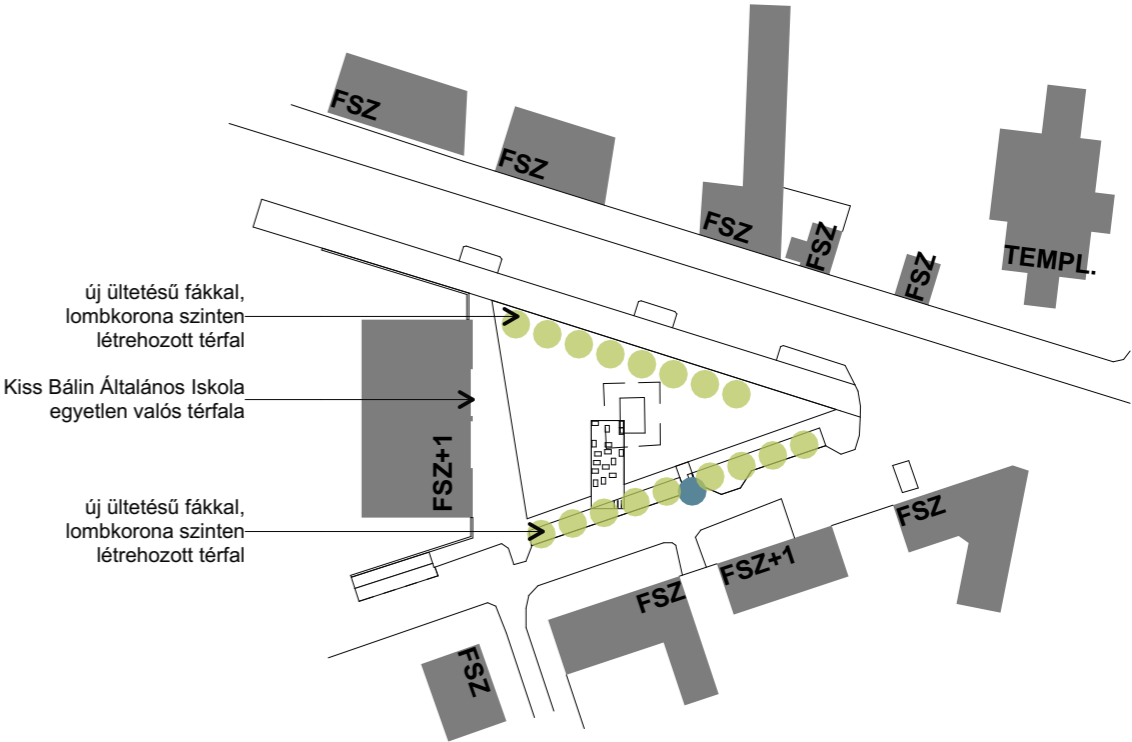 FSZ
FSZ
FSZ
FSZ
FSZ
TEMPL.
új ültetésű fákkal,
lombkorona szinten
létrehozott térfal
Kiss Bálin Általános Iskola
egyetlen valós térfala
FSZ+1
új ültetésű fákkal,
lombkorona szinten
létrehozott térfal
FSZ
FSZ+1
FSZ
FSZ